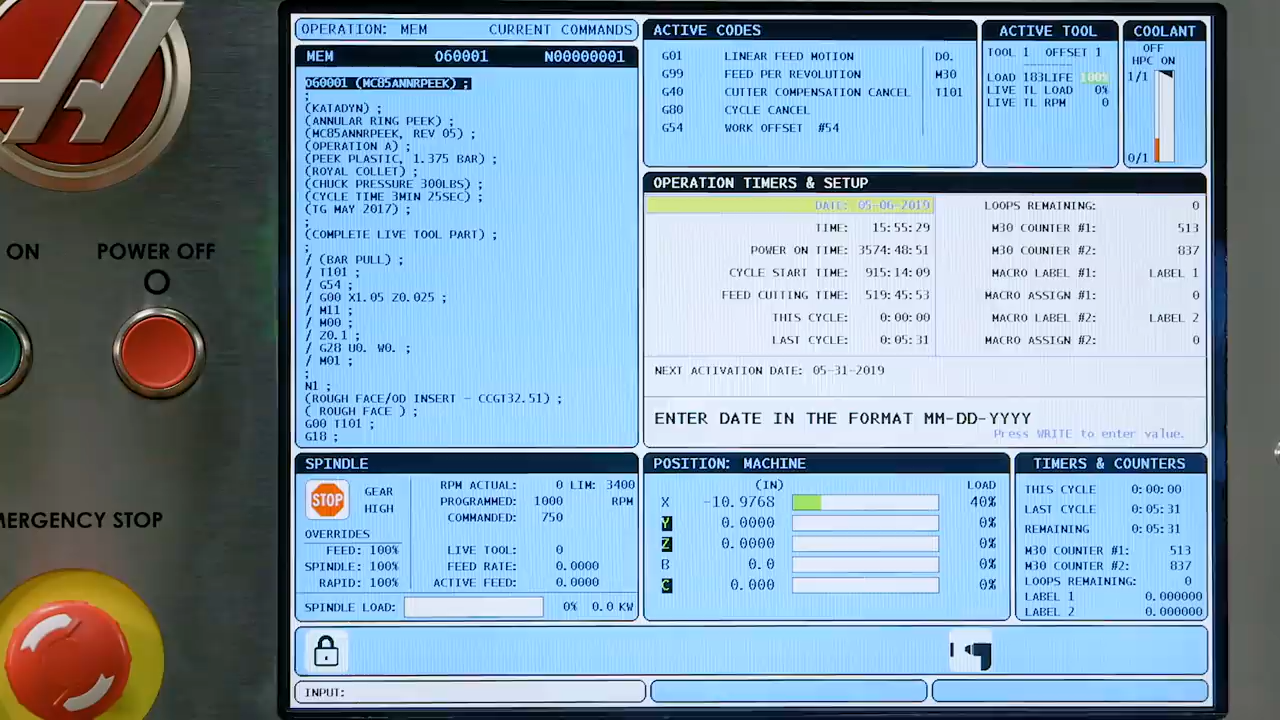 ON
POWER OFF
EMERGENCY STOP
OPERATION: MEM CURRENT COMMANDS
MEM O60001 N00000001
O60001 (MC85ANNRPEEK) ;
;
(KATADYN) ;
(ANNULAR RING PEEK) ;
(MC85ANNRPEEK, REV 05) ;
(OPERATION A) ;
(PEEK PLASTIC, 1.375 BAR) ;
(ROYAL COLLET) ;
(CHUCK PRESSURE 300LBS) ;
(CYCLE TIME 3MIN 25SEC) ;
(TG MAY 2017) ;
;
(COMPLETE LIVE TOOL PART) ;
;
/ (BAR PULL) ;
/ T101 ;
/ G54 ;
/ G00 X1.05 Z0.025 ;
/ M11 ;
/ M00 ;
/ Z0.1 ;
/ G28 U0. W0. ;
/ M01 ;
;
N1 ;
(ROUGH FACE/OD INSERT - CCGT32.51) ;
( ROUGH FACE ) ;
G00 T101 ;
G18 ;
ACTIVE CODES
G01 LINEAR FEED MOTION D0.
G99 FEED PER REVOLUTION M30
G40 CUTTER COMPENSATION CANCEL T101
G80 CYCLE CANCEL
G54 WORK OFFSET #54
ACTIVE TOOL
TOOL 1 OFFSET 1
--------
LOAD 183LIFE 100%
LIVE TL LOAD 0%
LIVE TL RPM 0
COOLANT
OFF
HPC ON
1/1
0/1
OPERATION TIMERS & SETUP
DATE: 05-06-2019 LOOPS REMAINING: 0
TIME: 15:55:29 M30 COUNTER #1: 513
POWER ON TIME: 3574:48:51 M30 COUNTER #2: 837
CYCLE START TIME: 915:14:09 MACRO LABEL #1: LABEL 1
FEED CUTTING TIME: 519:45:53 MACRO ASSIGN #1: 0
THIS CYCLE: 0:00:00 MACRO LABEL #2: LABEL 2
LAST CYCLE: 0:05:31 MACRO ASSIGN #2: 0
NEXT ACTIVATION DATE: 05-31-2019
ENTER DATE IN THE FORMAT MM-DD-YYYY
Press WRITE to enter value.
SPINDLE
STOP
GEAR
HIGH
OVERRIDES
FEED: 100%
SPINDLE: 100%
RAPID: 100%
RPM ACTUAL: 0 LIM: 3400
PROGRAMMED: 1000 RPM
COMMANDED: 750
LIVE TOOL: 0
FEED RATE: 0.0000
ACTIVE FEED: 0.0000
SPINDLE LOAD: 0% 0.0 KW
POSITION: MACHINE
(IN) LOAD
X -10.9768 40%
Y 0.0000 0%
Z 0.0000 0%
B 0.0 0%
C 0.000 0%
TIMERS & COUNTERS
THIS CYCLE 0:00:00
LAST CYCLE 0:05:31
REMAINING 0:05:31
M30 COUNTER #1: 513
M30 COUNTER #2: 837
LOOPS REMAINING: 0
LABEL 1 0.000000
LABEL 2 0.000000
INPUT: